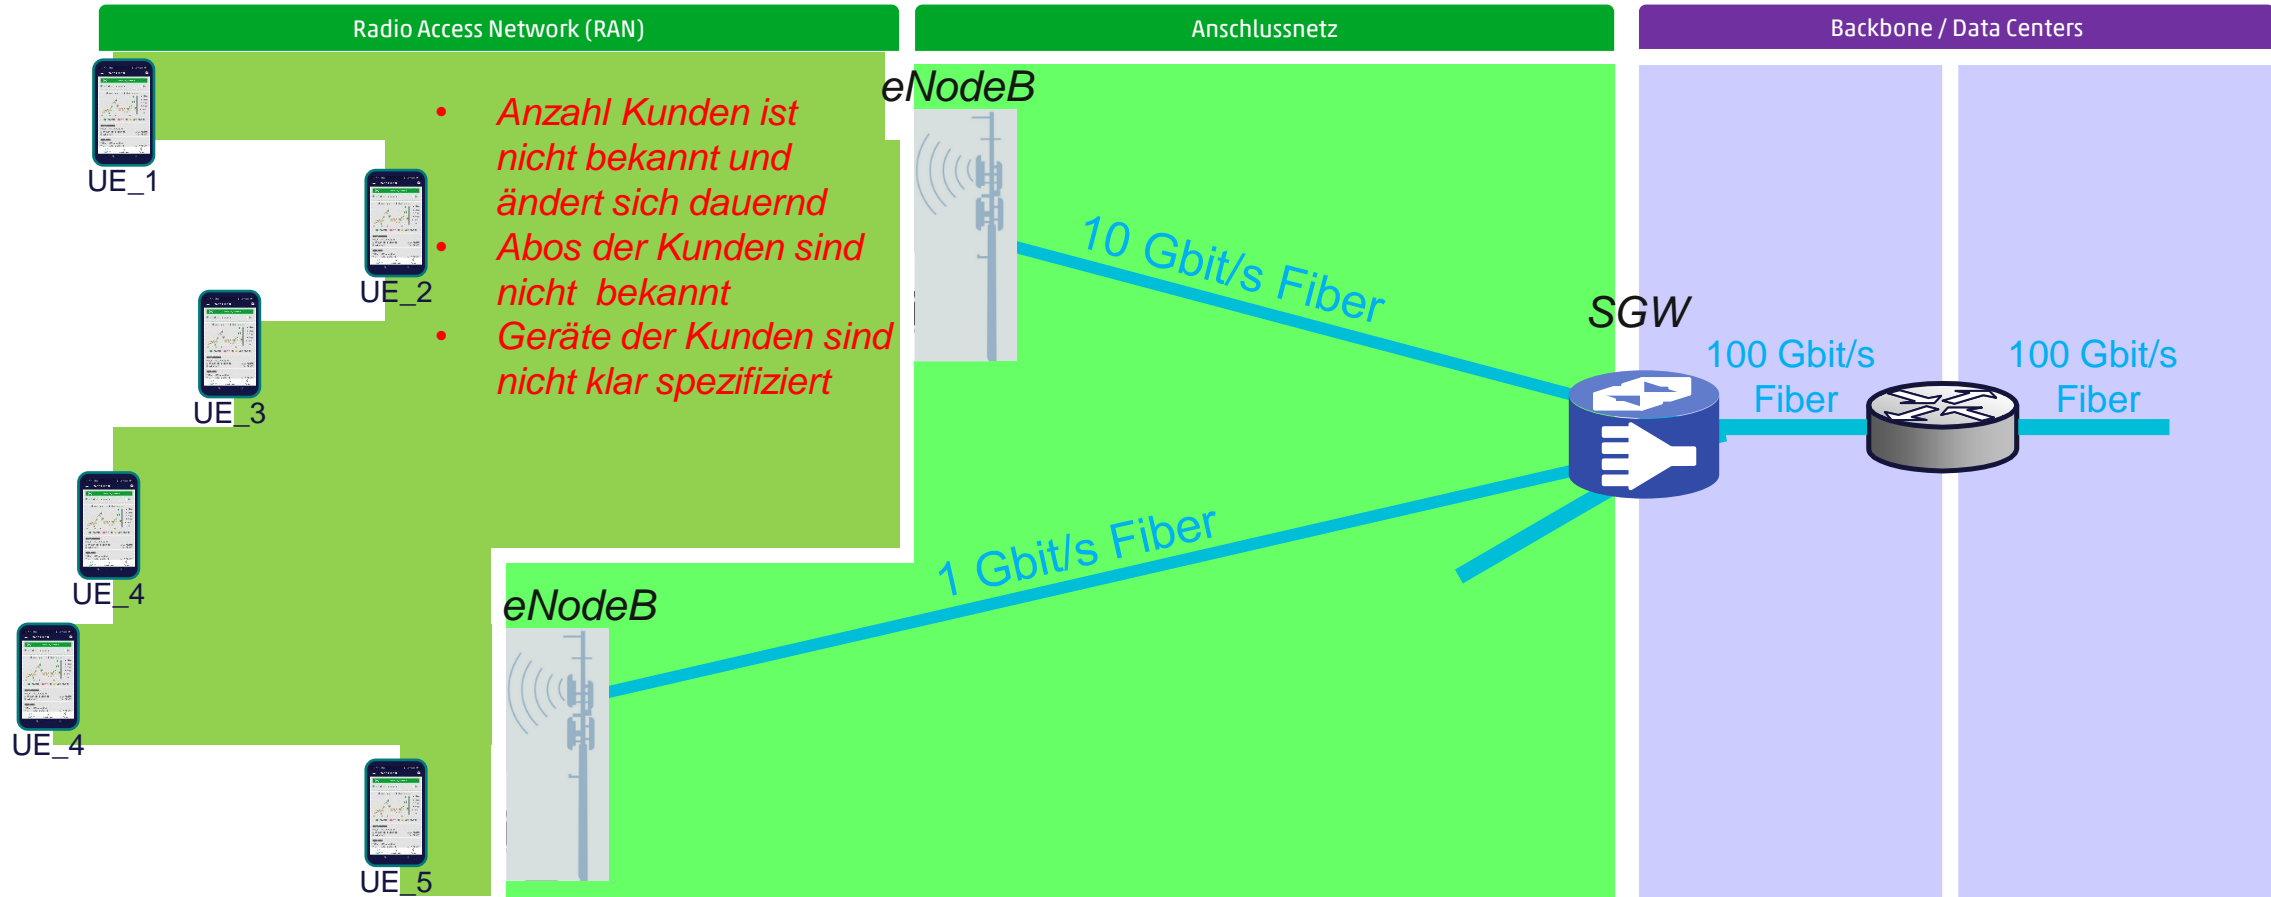 Radio Access Network (RAN)
Anschlussnetz
Backbone / Data Centers
eNodeB
• Anzahl Kunden ist
nicht bekannt und
ändert sich dauernd
• Abos der Kunden sind
nicht bekannt
• Geräte der Kunden sind
nicht klar spezifiziert
UE_1
UE_2
UE_3
UE_4
UE_4
UE_5
10 Gbit/s Fiber
SGW
100 Gbit/s
Fiber
100 Gbit/s
Fiber
1 Gbit/s Fiber
eNodeB